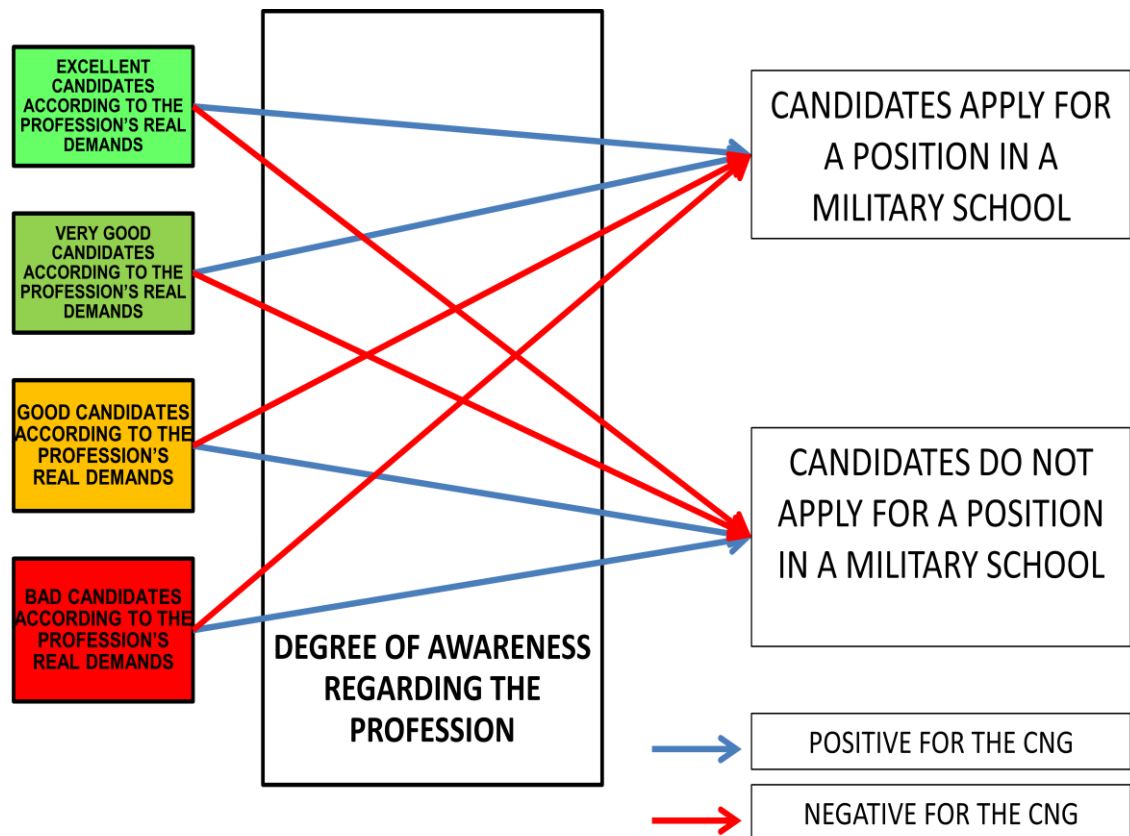 EXCELLENT
CANDIDATES
ACCORDING TO THE
PROFESSION'S REAL
DEMANDS
VERY GOOD
CANDIDATES
ACCORDING TO THE
PROFESSION'S REAL
DEMANDS
GOOD CANDIDATES
ACCORDING TO THE
PROFESSION'S
REAL DEMANDS
BAD CANDIDATES
ACCORDING TO THE
PROFESSION'S
REAL DEMANDS
DEGREE OF AWARENESS
REGARDING THE
PROFESSION
CANDIDATES APPLY FOR
A POSITION IN A
MILITARY SCHOOL
CANDIDATES DO NOT
APPLY FOR A POSITION
IN A MILITARY SCHOOL
POSITIVE FOR THE CNG
NEGATIVE FOR THE CNG